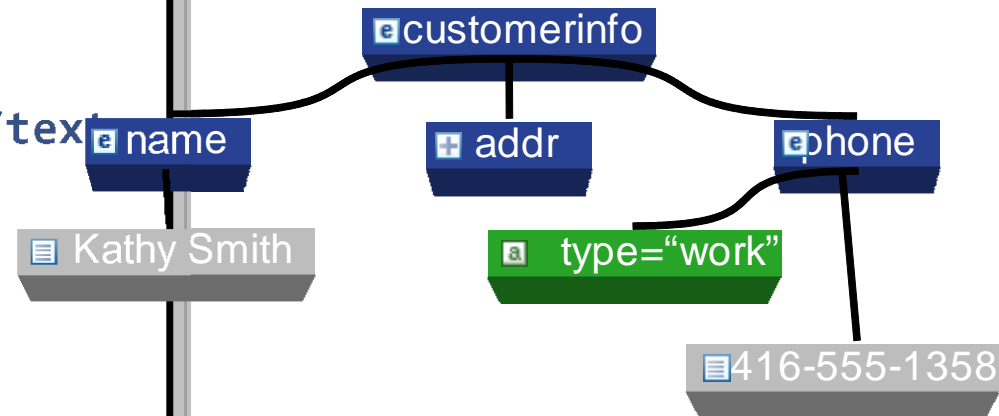 customerinfo
/text
e name
+ addr
e phone
Kathy Smith
a type=“work”
416-555-1358